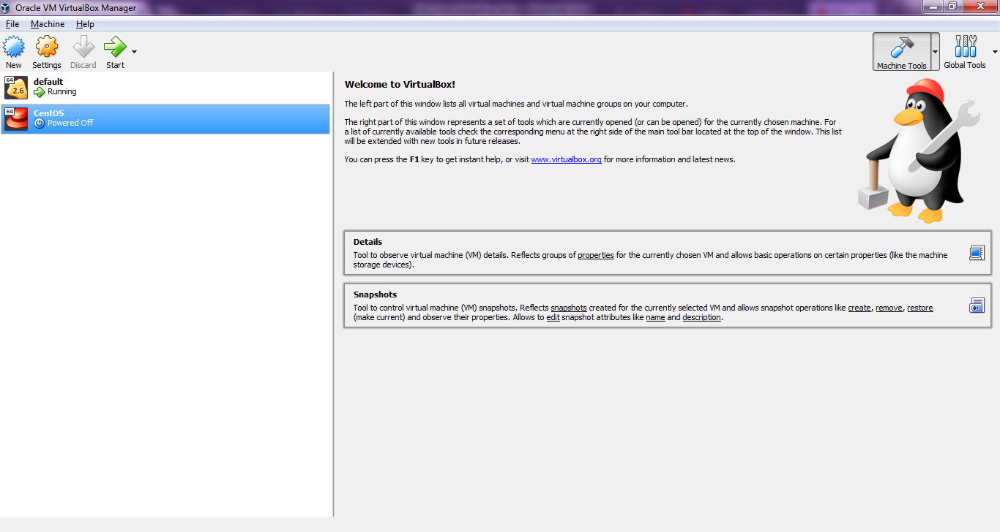 Oracle VM VirtualBox Manager
File Machine Help
New Settings Discard Start
Machine Tools Global Tools
64
2.6
default
Running
64
CentOS
Powered Off
Welcome to VirtualBox!
The left part of this window lists all virtual machines and virtual machine groups on your computer.
The right part of this window represents a set of tools which are currently opened (or can be opened) for the currently chosen machine. For
a list of currently available tools check the corresponding menu at the right side of the main tool bar located at the top of the window. This list
will be extended with new tools in future releases.
You can press the F1 key to get instant help, or visit www.virtualbox.org for more information and latest news.
Details
Tool to observe virtual machine (VM) details. Reflects groups of properties for the currently chosen VM and allows basic operations on certain properties (like the machine
storage devices).
Snapshots
Tool to control virtual machine (VM) snapshots. Reflects snapshots created for the currently selected VM and allows snapshot operations like create, remove, restore
(make current) and observe their properties. Allows to edit snapshot attributes like name and description.